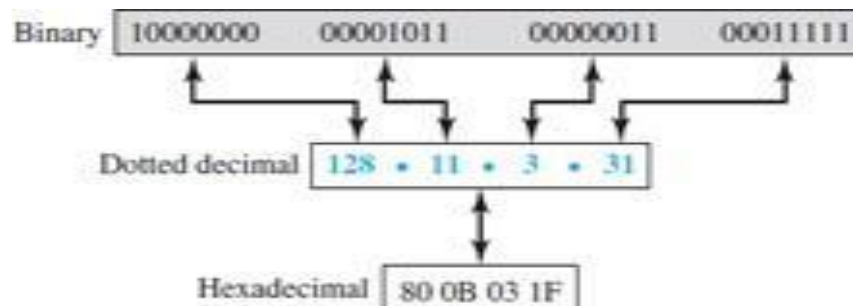 Binary 10000000 00001011 00000011 00011111
Dotted decimal 128 • 11 • 3 • 31
Hexadecimal 80 0B 03 1F